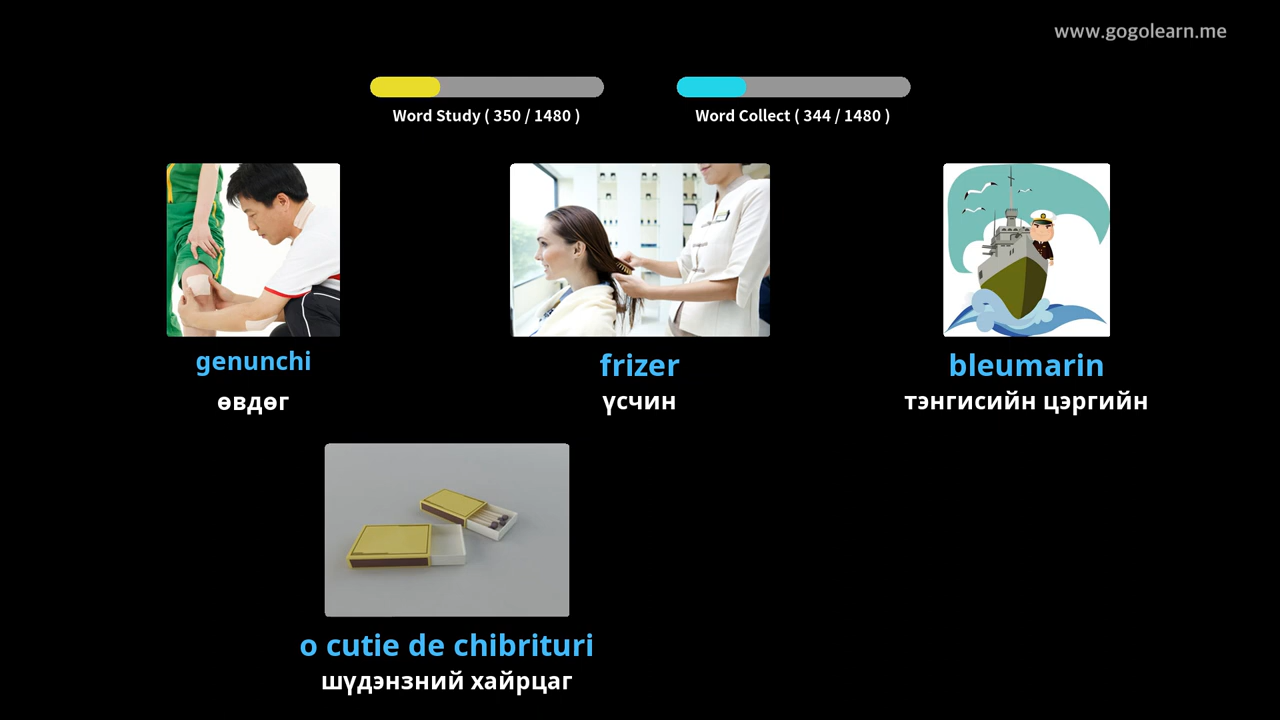 www.gogolearn.me
Word Study ( 350 / 1480 )
Word Collect ( 344 / 1480 )
genunchi
өвдөг
frizer
үсчин
bleumarin
тэнгисийн цэргийн
o cutie de chibrituri
шүдэнзний хайрцаг